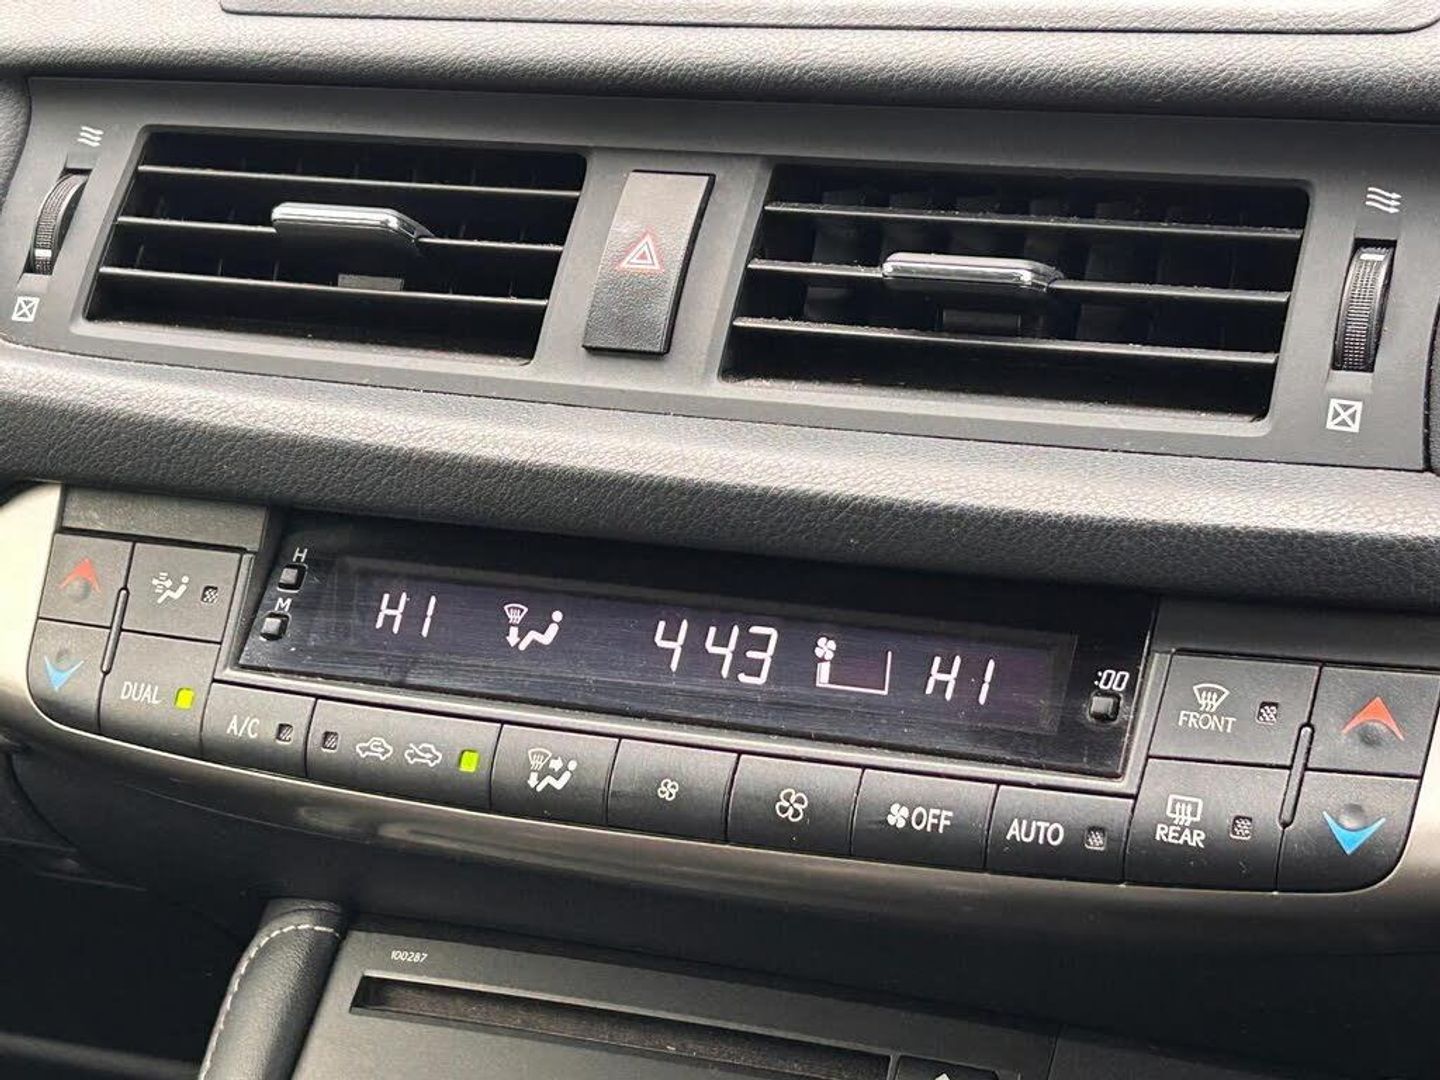 H
M
HI
443
HI
:00
DUAL
A/C
OFF
AUTO
FRONT
REAR
100287